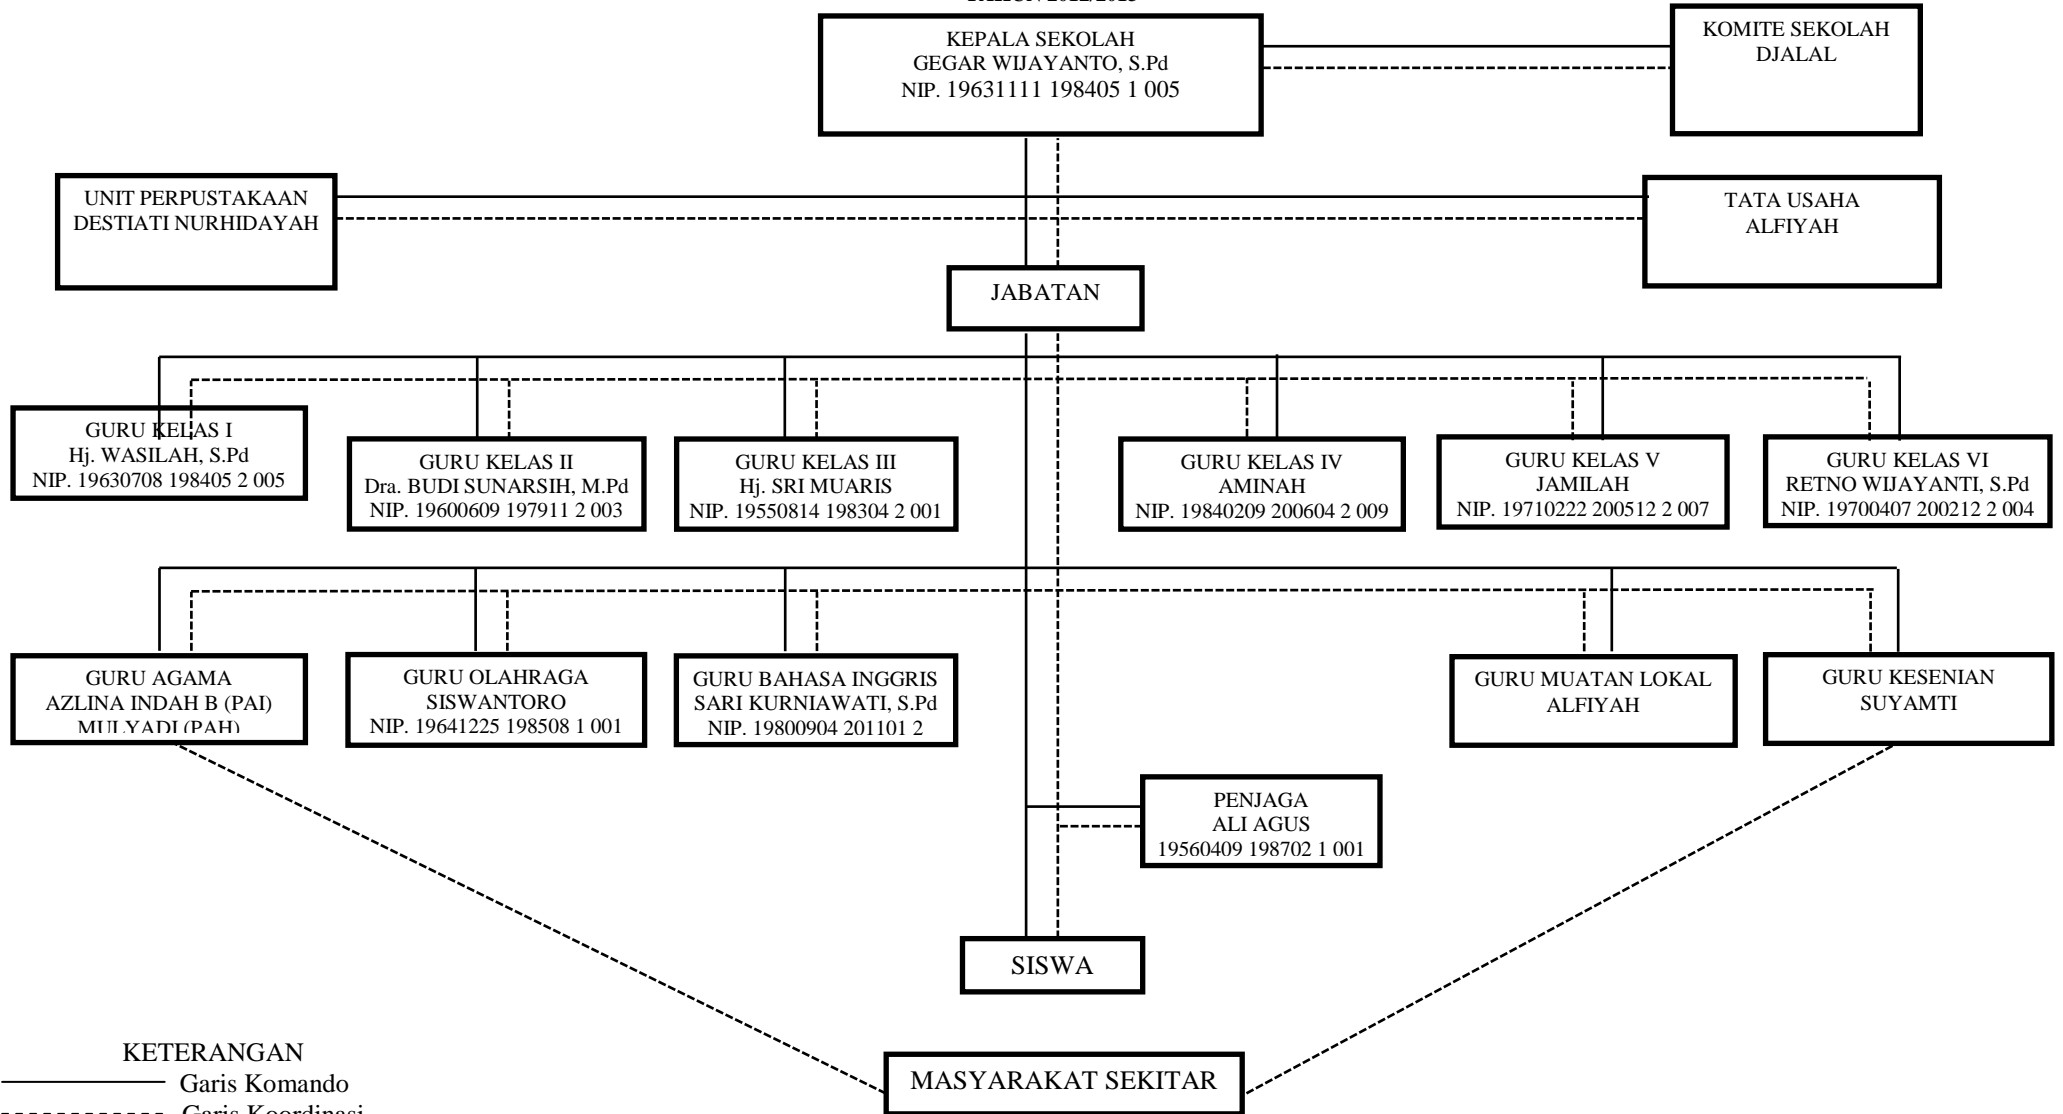 KEPALA SEKOLAH
GEGAR WIJAYANTO, S.Pd
NIP. 19631111 198405 1 005
KOMITE SEKOLAH
DJALAL
UNIT PERPUSTAKAAN
DESTIATI NURHIDAYAH
TATA USAHA
ALFIYAH
JABATAN
GURU KELAS I
Hj. WASILAH, S.Pd
NIP. 19630708 198405 2 005
GURU KELAS II
Dra. BUDI SUNARSIH, M.Pd
NIP. 19600609 197911 2 003
GURU KELAS III
Hj. SRI MUARIS
NIP. 19550814 198304 2 001
GURU KELAS IV
AMINAH
NIP. 19840209 200604 2 009
GURU KELAS V
JAMILAH
NIP. 19710222 200512 2 007
GURU KELAS VI
RETNO WIJAYANTI, S.Pd
NIP. 19700407 200212 2 004
GURU AGAMA
AZLINA INDAH B (PAI)
MULYADI (PAH)
GURU OLAHRAGA
SISWANTORO
NIP. 19641225 198508 1 001
GURU BAHASA INGGRIS
SARI KURNIAWATI, S.Pd
NIP. 19800904 201101 2
GURU MUATAN LOKAL
ALFIYAH
GURU KESENIAN
SUYAMTI
PENJAGA
ALI AGUS
19560409 198702 1 001
SISWA
MASYARAKAT SEKITAR
KETERANGAN
Garis Komando
Garis Koordinasi